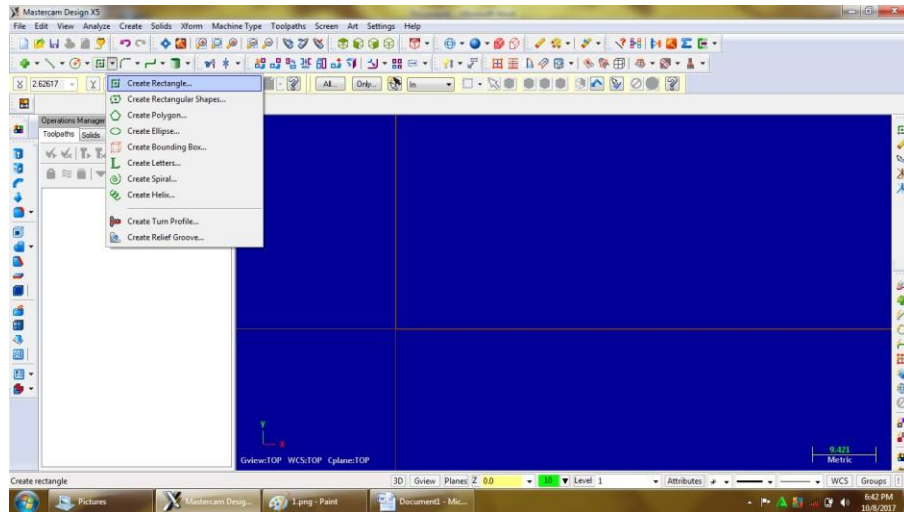 Mastercam Design X5
File Edit View Analyze Create Solids Xform Machine Type Toolpaths Screen Art Settings Help
2.62617 Y All... Only... In
Create Rectangle...
Create Rectangular Shapes...
Create Polygon...
Create Ellipse...
Create Bounding Box...
Create Letters...
Create Spiral...
Create Helix...
Create Turn Profile...
Create Relief Groove...
Operations Manager
Toolpaths Solids
Y
X
Gview:TOP WCS:TOP Cplane:TOP
9.421
Metric
Create rectangle
3D Gview Planes Z 0.0 10 Level 1 Attributes WCS Groups
Pictures Mastercam Desig... 1.png - Paint Document1 - Mic...
6:42 PM
10/8/2017